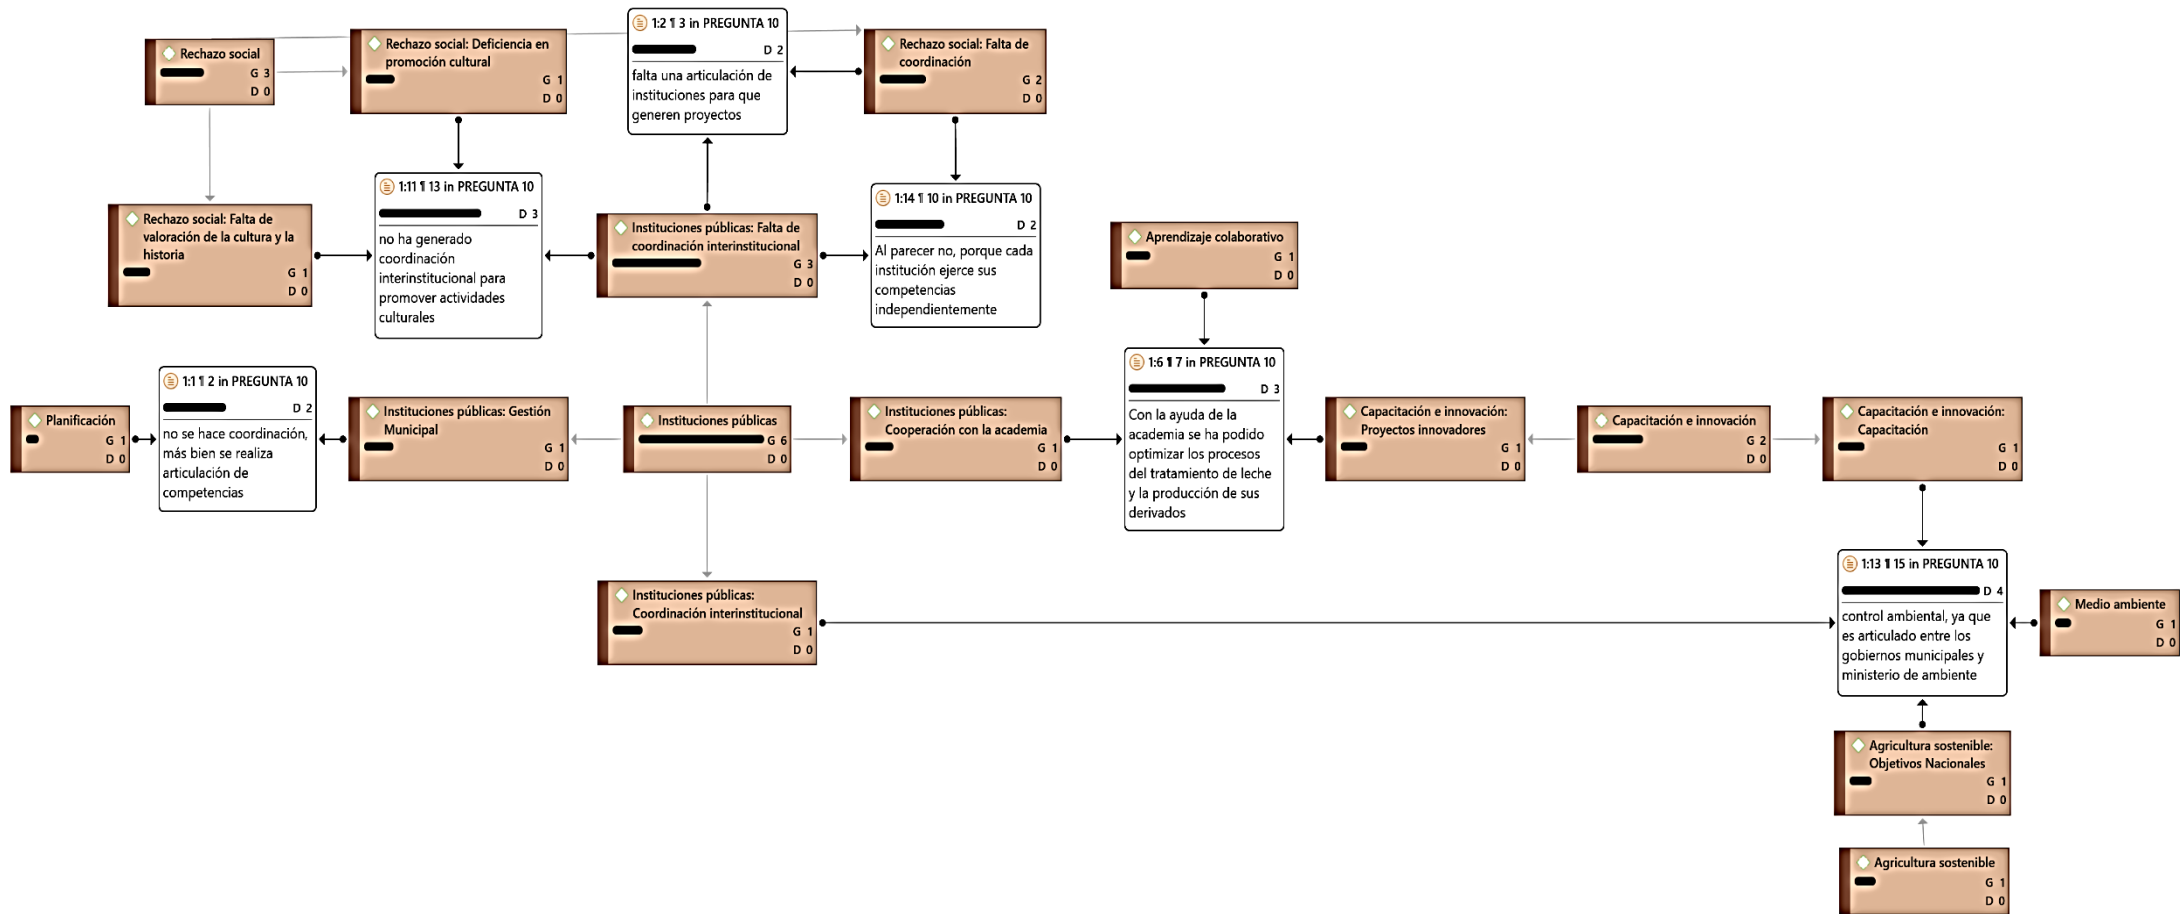 Rechazo social
G 3
D 0
Rechazo social: Deficiencia en
promoción cultural
G 1
D 0
1:2 ¶ 3 in PREGUNTA 10
D 2
falta una articulación de
instituciones para que
generen proyectos
Rechazo social: Falta de
coordinación
G 2
D 0
Rechazo social: Falta de
valoración de la cultura y la
historia
G 1
D 0
1:11 ¶ 13 in PREGUNTA 10
D 3
no ha generado
coordinación
interinstitucional para
promover actividades
culturales
Instituciones públicas: Falta de
coordinación interinstitucional
G 3
D 0
1:14 ¶ 10 in PREGUNTA 10
D 2
Al parecer no, porque cada
institución ejerce sus
competencias
independientemente
Aprendizaje colaborativo
G 1
D 0
Planificación
G 1
D 0
1:1 ¶ 2 in PREGUNTA 10
D 2
no se hace coordinación,
más bien se realiza
articulación de
competencias
Instituciones públicas: Gestión
Municipal
G 1
D 0
Instituciones públicas
G 6
D 0
Instituciones públicas:
Cooperación con la academia
G 1
D 0
1:6 ¶ 7 in PREGUNTA 10
D 3
Con la ayuda de la
academia se ha podido
optimizar los procesos
del tratamiento de leche
y la producción de sus
derivados
Capacitación e innovación:
Proyectos innovadores
G 1
D 0
Capacitación e innovación
G 2
D 0
Capacitación e innovación:
Capacitación
G 1
D 0
Instituciones públicas:
Coordinación interinstitucional
G 1
D 0
1:13 ¶ 15 in PREGUNTA 10
D 4
control ambiental, ya que
es articulado entre los
gobiernos municipales y
ministerio de ambiente
Medio ambiente
G 1
D 0
Agricultura sostenible:
Objetivos Nacionales
G 1
D 0
Agricultura sostenible
G 1
D 0